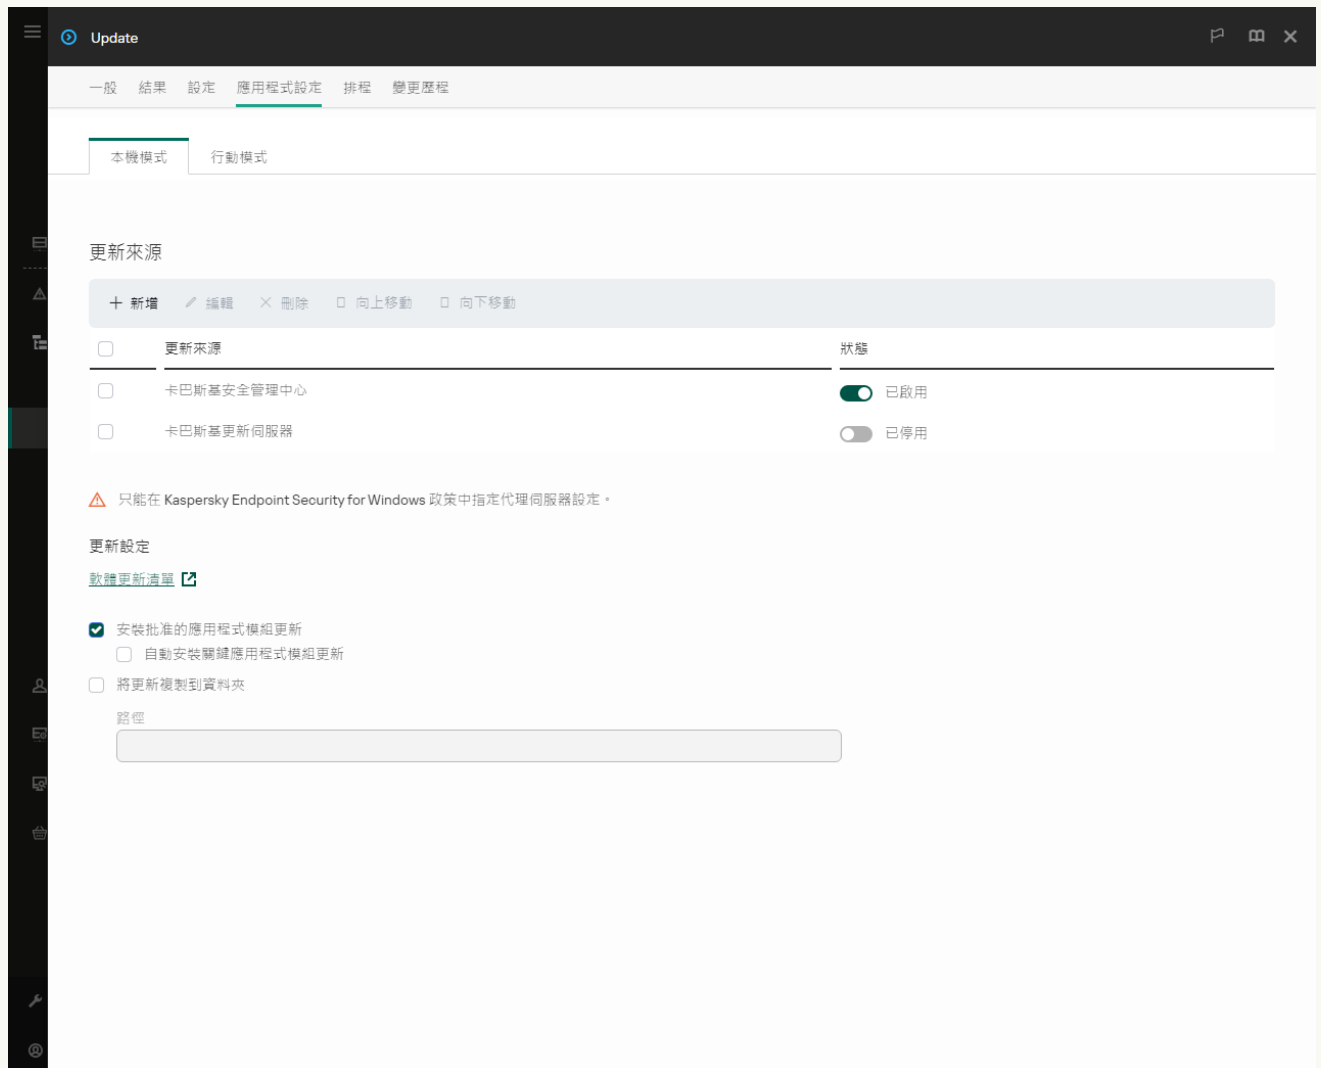 Update
一般 結果 設定 應用程式設定 排程 變更歷程
本機模式 行動模式
更新來源
新增 編輯 刪除 向上移動 向下移動
更新來源 狀態
卡巴斯基安全管理中心 已啟用
卡巴斯基更新伺服器 已停用
只能在 Kaspersky Endpoint Security for Windows 政策中指定代理伺服器設定。
更新設定
軟體更新清單
安裝批准的應用程式模組更新
自動安裝關鍵應用程式模組更新
將更新複製到資料夾
路徑